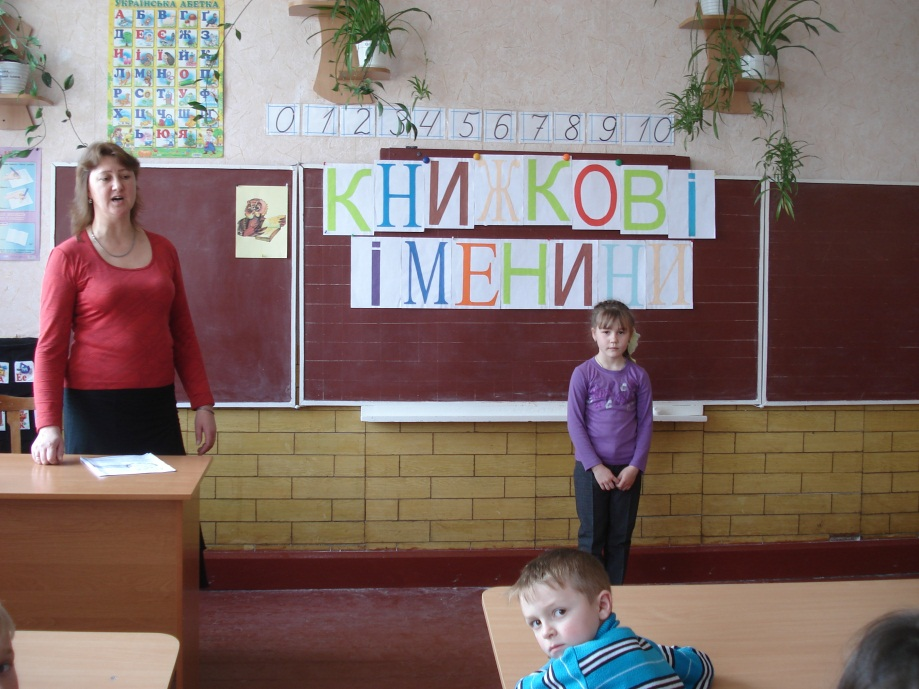 УКРАЇНСЬКА АБЕТКА
А Б В Г Ґ
Д Е Є Ж З
И І Ї Й К
Л М Н О П
Р С Т У Ф
Х Ц Ч Ш Щ
Ь Ю Я
0 1 2 3 4 5 6 7 8 9 10
КНИЖКОВІ
ІМЕНИНИ